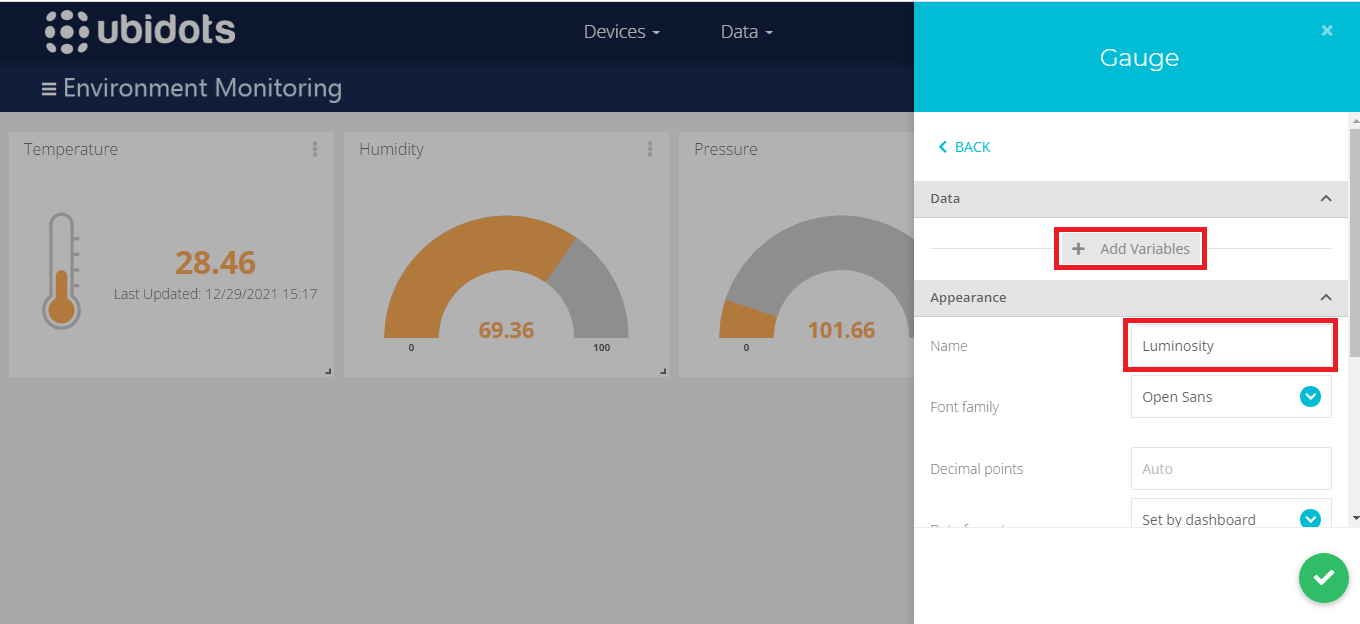 ubidots
Devices
Data
Environment Monitoring
Temperature
28.46
Last Updated: 12/29/2021 15:17
Humidity
69.36
0
100
Pressure
101.66
0
×
Gauge
BACK
Data
+ Add Variables
Appearance
Name
Luminosity
Font family
Open Sans
Decimal points
Auto
Set by dashboard